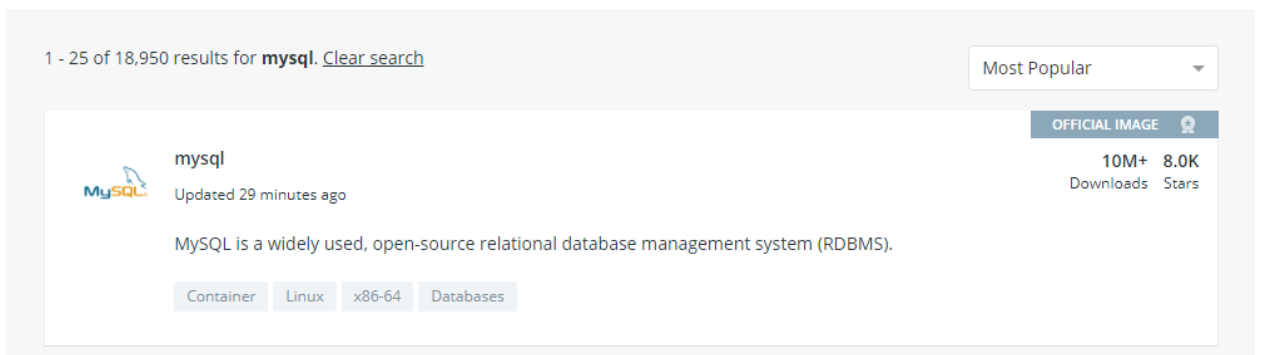 1 - 25 of 18,950 results for mysql. Clear search
Most Popular
OFFICIAL IMAGE
mysql
10M+ 8.0K
Downloads Stars
MySQL
Updated 29 minutes ago
MySQL is a widely used, open-source relational database management system (RDBMS).
Container Linux x86-64 Databases